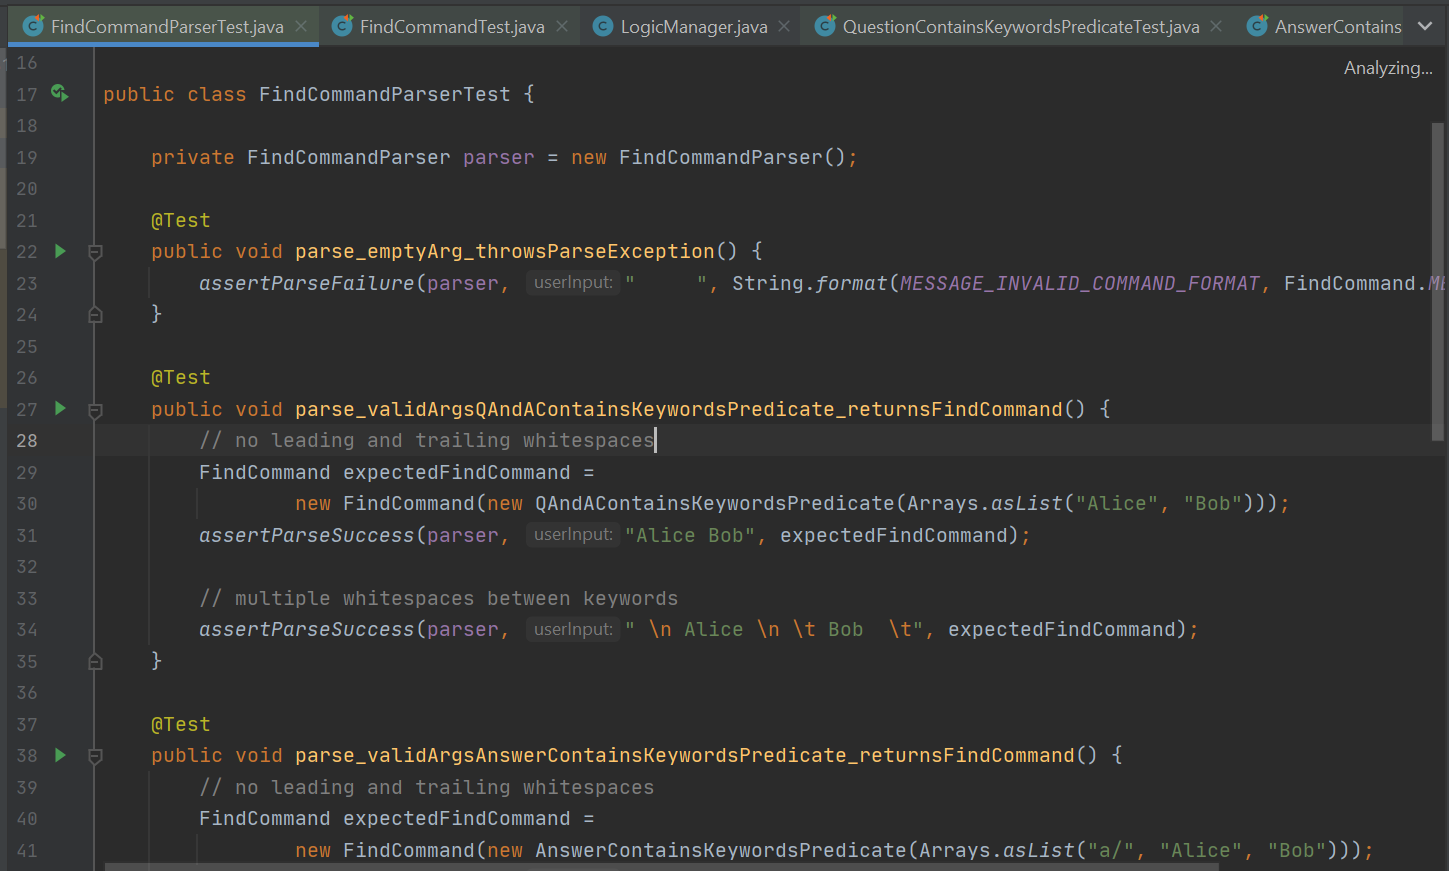 FindCommandParserTest.java FindCommandTest.java LogicManager.java QuestionContainsKeywordsPredicateTest.java AnswerContains
Analyzing...
16
17 public class FindCommandParserTest {
18
19 private FindCommandParser parser = new FindCommandParser();
20
21 @Test
22 public void parse_emptyArg_throwsParseException() {
23 assertParseFailure(parser, userInput: "     ", String.format(MESSAGE_INVALID_COMMAND_FORMAT, FindCommand.ME
24 }
25
26 @Test
27 public void parse_validArgsQAndAContainsKeywordsPredicate_returnsFindCommand() {
28 // no leading and trailing whitespaces
29 FindCommand expectedFindCommand =
30 new FindCommand(new QAndAContainsKeywordsPredicate(Arrays.asList("Alice", "Bob")));
31 assertParseSuccess(parser, userInput: "Alice Bob", expectedFindCommand);
32
33 // multiple whitespaces between keywords
34 assertParseSuccess(parser, userInput: " \n Alice \n \t Bob  \t", expectedFindCommand);
35 }
36
37 @Test
38 public void parse_validArgsAnswerContainsKeywordsPredicate_returnsFindCommand() {
39 // no leading and trailing whitespaces
40 FindCommand expectedFindCommand =
41 new FindCommand(new AnswerContainsKeywordsPredicate(Arrays.asList("a/", "Alice", "Bob")));